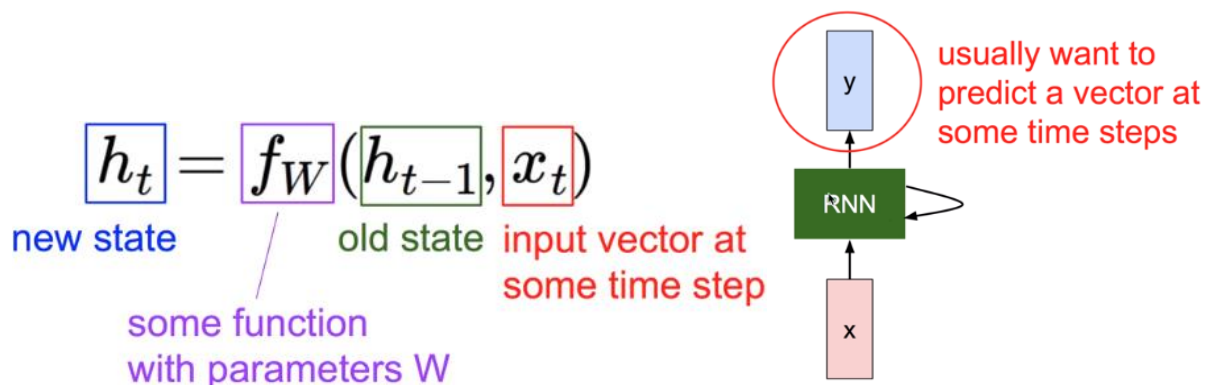 h_t = f_W(h_{t-1}, x_t)
new state
old state
input vector at
some time step
some function
with parameters W
y
usually want to
predict a vector at
some time steps
RNN
x